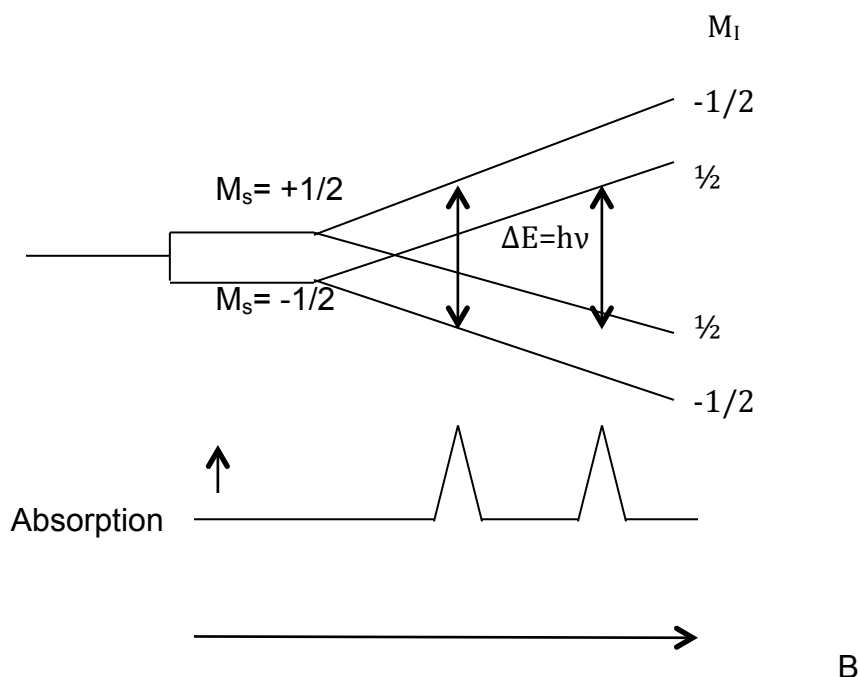 M_I
-1/2
½
M_s= +1/2
ΔE=hν
M_s= -1/2
½
-1/2
Absorption
B